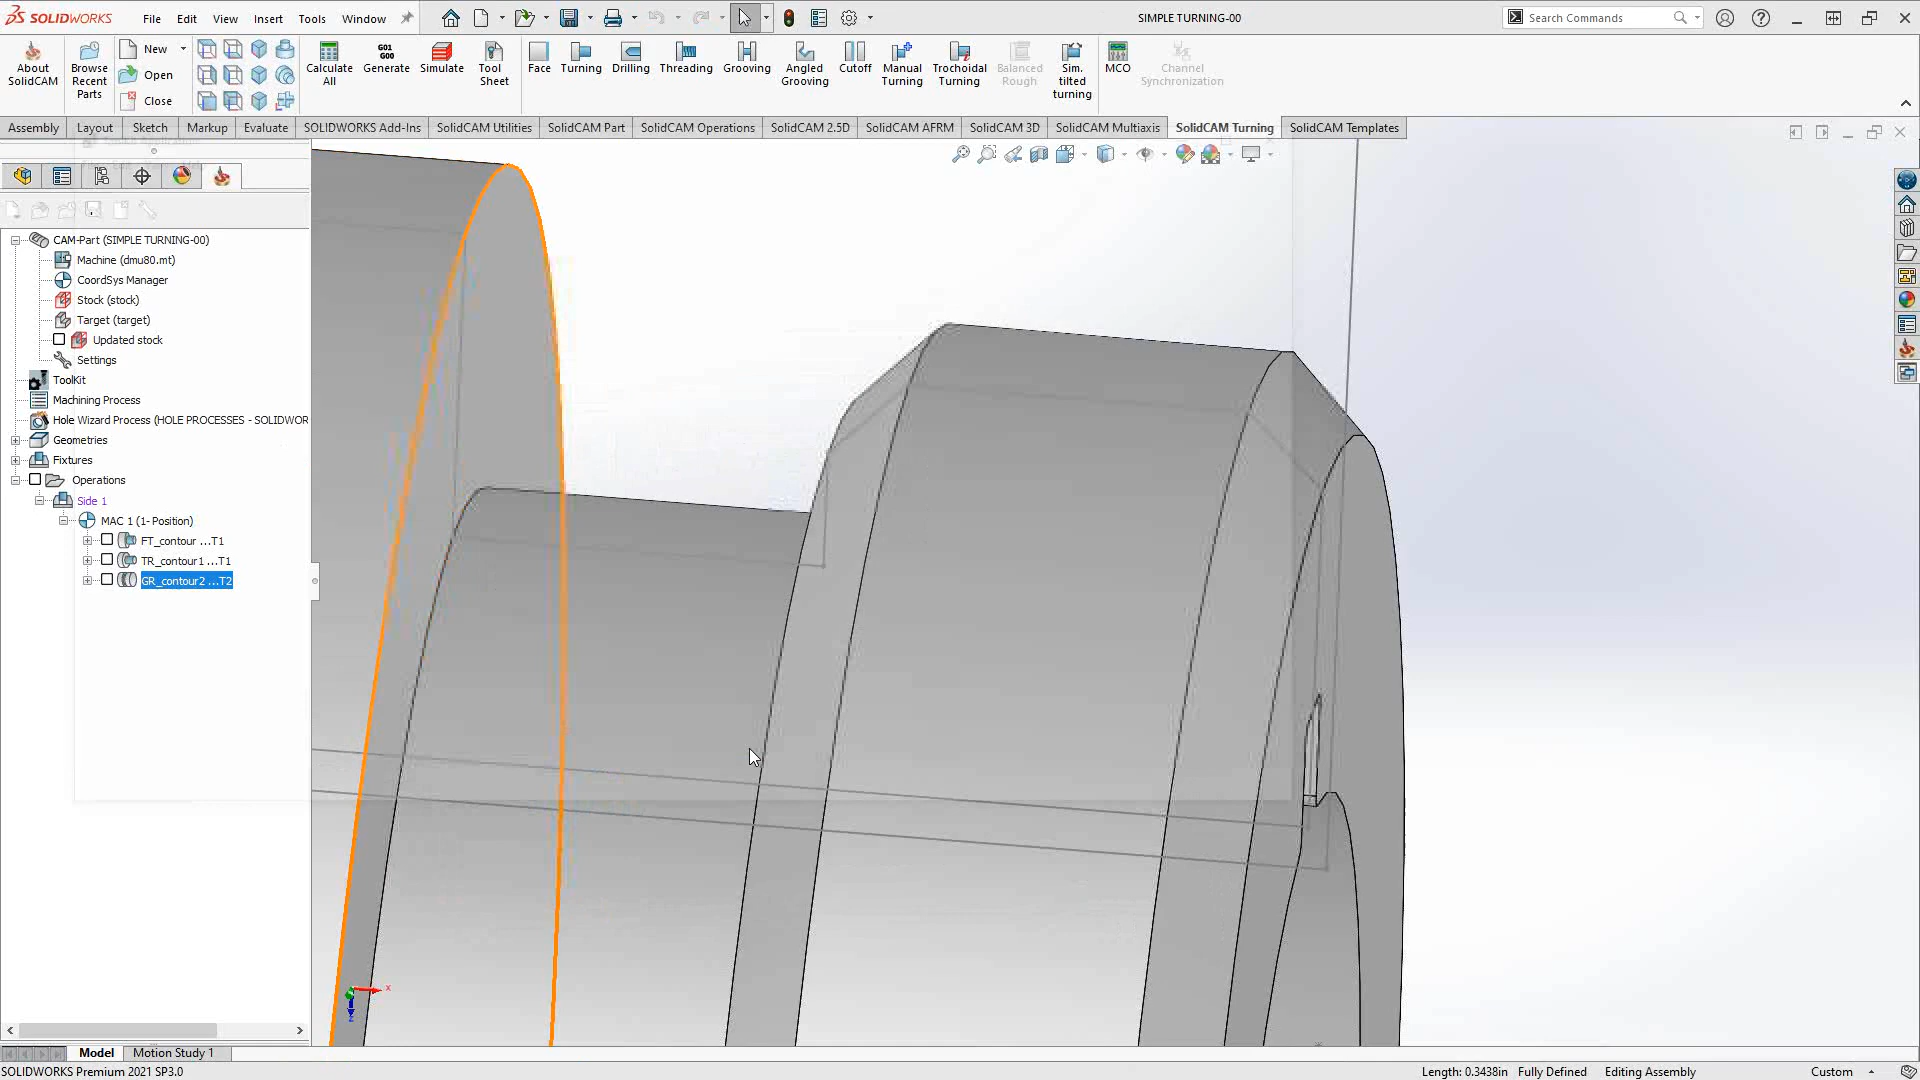 SOLIDWORKS File Edit View Insert Tools Window SIMPLE TURNING-00 Search Commands
About SolidCAM
Browse Recent Parts
New
Open
Close
Calculate All
G01 G00
Generate
Simulate
Tool Sheet
Face
Turning
Drilling
Threading
Grooving
Angled Grooving
Cutoff
Manual Turning
Trochoidal Turning
Balanced Rough
Sim. tilted turning
MCO
Channel Synchronization
Assembly Layout Sketch Markup Evaluate SOLIDWORKS Add-Ins SolidCAM Utilities SolidCAM Part SolidCAM Operations SolidCAM 2.5D SolidCAM AFRM SolidCAM 3D SolidCAM Multiaxis SolidCAM Turning SolidCAM Templates
CAM-Part (SIMPLE TURNING-00)
Machine (dmu80.mt)
CoordSys Manager
Stock (stock)
Target (target)
Updated stock
Settings
ToolKit
Machining Process
Hole Wizard Process (HOLE PROCESSES - SOLIDWOR
Geometries
Fixtures
Operations
Side 1
MAC 1 (1- Position)
FT_contour ...T1
TR_contour1 ...T1
GR_contour2 ...T2
x
z
Model Motion Study 1
SOLIDWORKS Premium 2021 SP3.0 Length: 0.3438in Fully Defined Editing Assembly Custom